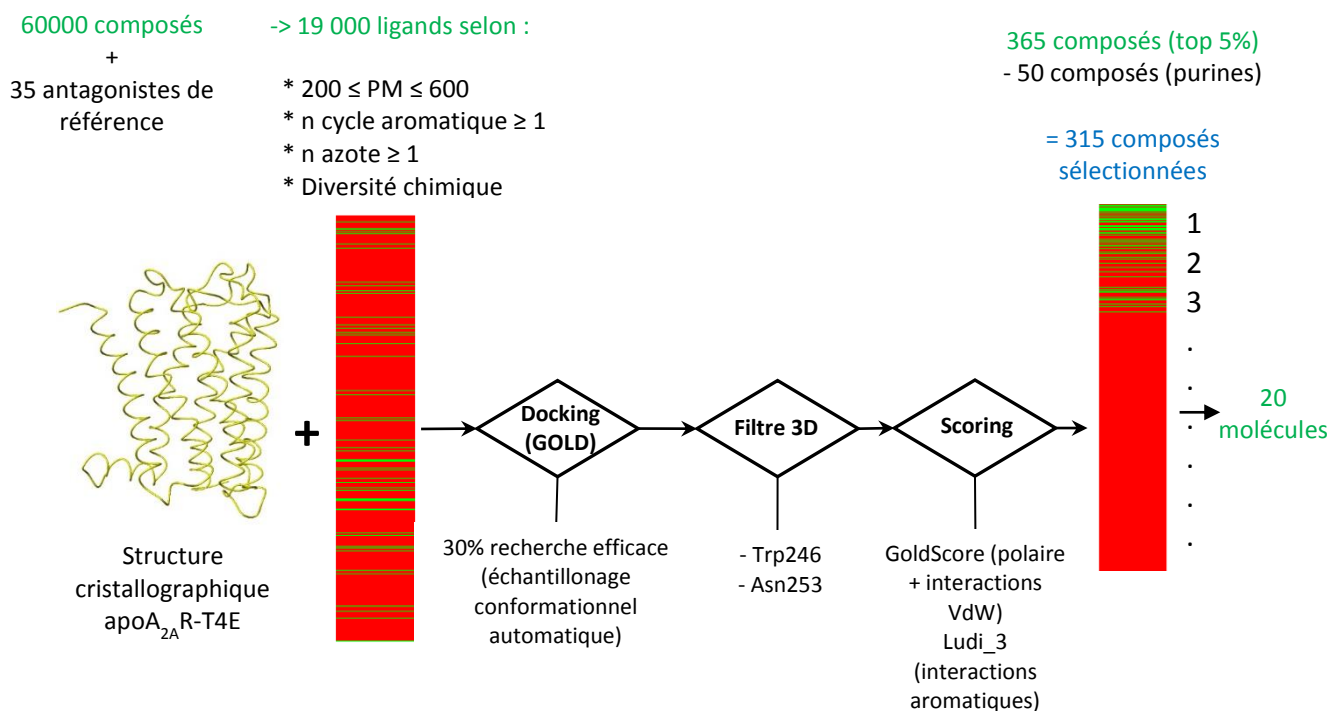 60000 composés
+
35 antagonistes de
référence
-> 19 000 ligands selon :
* 200 ≤ PM ≤ 600
* n cycle aromatique ≥ 1
* n azote ≥ 1
* Diversité chimique
365 composés (top 5%)
- 50 composés (purines)
= 315 composés
sélectionnées
1
2
3
.
.
.
.
.
.
+
Docking
(GOLD)
Filtre 3D
Scoring
20
molécules
Structure
cristallographique
apoA2AR-T4E
30% recherche efficace
(échantillonage
conformationnel
automatique)
- Trp246
- Asn253
GoldScore (polaire
+ interactions
VdW)
Ludi_3
(interactions
aromatiques)